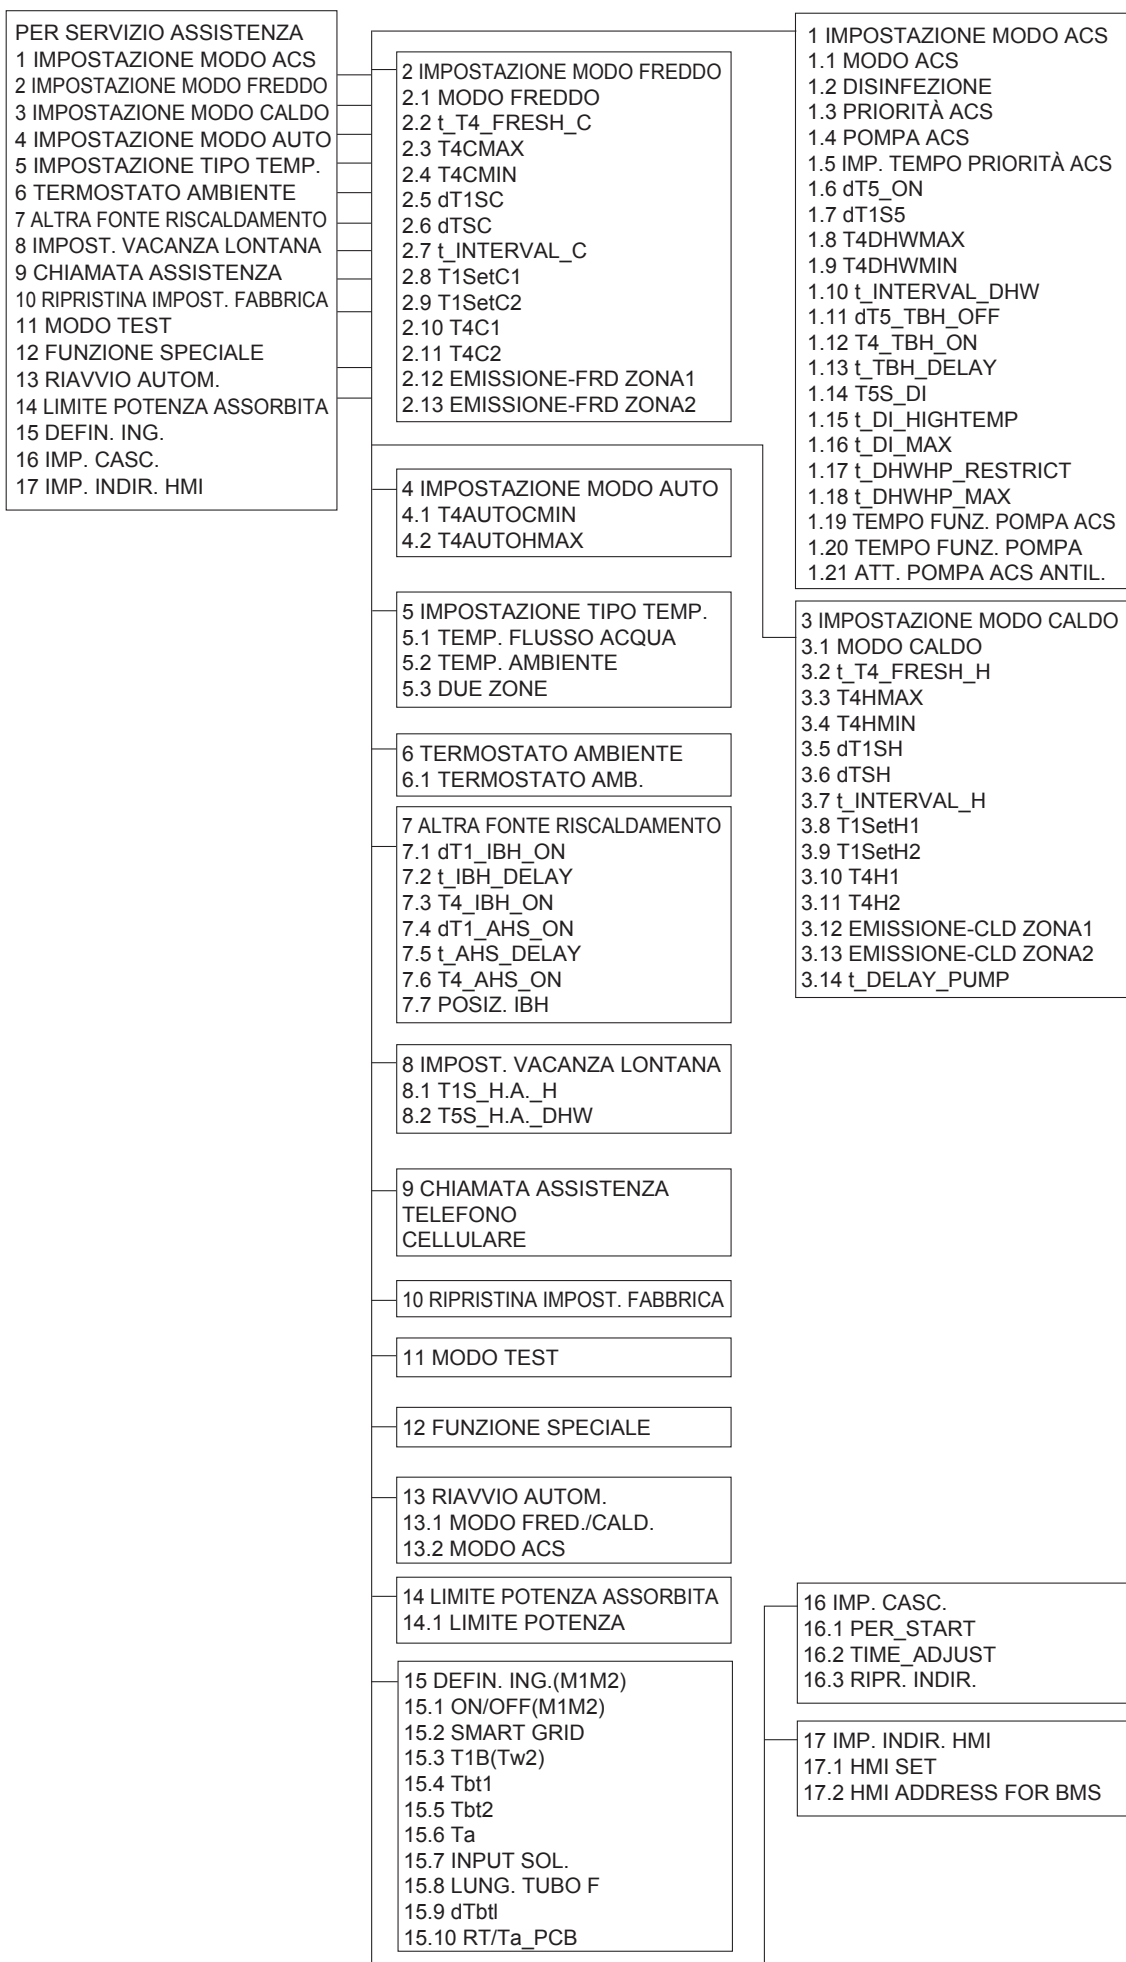 PER SERVIZIO ASSISTENZA
1 IMPOSTAZIONE MODO ACS
2 IMPOSTAZIONE MODO FREDDO
3 IMPOSTAZIONE MODO CALDO
4 IMPOSTAZIONE MODO AUTO
5 IMPOSTAZIONE TIPO TEMP.
6 TERMOSTATO AMBIENTE
7 ALTRA FONTE RISCALDAMENTO
8 IMPOST. VACANZA LONTANA
9 CHIAMATA ASSISTENZA
10 RIPRISTINA IMPOST. FABBRICA
11 MODO TEST
12 FUNZIONE SPECIALE
13 RIAVVIO AUTOM.
14 LIMITE POTENZA ASSORBITA
15 DEFIN. ING.
16 IMP. CASC.
17 IMP. INDIR. HMI
1 IMPOSTAZIONE MODO ACS
1.1 MODO ACS
1.2 DISINFEZIONE
1.3 PRIORITÀ ACS
1.4 POMPA ACS
1.5 IMP. TEMPO PRIORITÀ ACS
1.6 dT5_ON
1.7 dT1S5
1.8 T4DHWMAX
1.9 T4DHWMIN
1.10 t_INTERVAL_DHW
1.11 dT5_TBH_OFF
1.12 T4_TBH_ON
1.13 t_TBH_DELAY
1.14 T5S_DI
1.15 t_DI_HIGHTEMP
1.16 t_DI_MAX
1.17 t_DHWHP_RESTRICT
1.18 t_DHWHP_MAX
1.19 TEMPO FUNZ. POMPA ACS
1.20 TEMPO FUNZ. POMPA
1.21 ATT. POMPA ACS ANTIL.
2 IMPOSTAZIONE MODO FREDDO
2.1 MODO FREDDO
2.2 t_T4_FRESH_C
2.3 T4CMAX
2.4 T4CMIN
2.5 dT1SC
2.6 dTSC
2.7 t_INTERVAL_C
2.8 T1SetC1
2.9 T1SetC2
2.10 T4C1
2.11 T4C2
2.12 EMISSIONE-FRD ZONA1
2.13 EMISSIONE-FRD ZONA2
3 IMPOSTAZIONE MODO CALDO
3.1 MODO CALDO
3.2 t_T4_FRESH_H
3.3 T4HMAX
3.4 T4HMIN
3.5 dT1SH
3.6 dTSH
3.7 t_INTERVAL_H
3.8 T1SetH1
3.9 T1SetH2
3.10 T4H1
3.11 T4H2
3.12 EMISSIONE-CLD ZONA1
3.13 EMISSIONE-CLD ZONA2
3.14 t_DELAY_PUMP
4 IMPOSTAZIONE MODO AUTO
4.1 T4AUTOCMIN
4.2 T4AUTOHMAX
5 IMPOSTAZIONE TIPO TEMP.
5.1 TEMP. FLUSSO ACQUA
5.2 TEMP. AMBIENTE
5.3 DUE ZONE
6 TERMOSTATO AMBIENTE
6.1 TERMOSTATO AMB.
7 ALTRA FONTE RISCALDAMENTO
7.1 dT1_IBH_ON
7.2 t_IBH_DELAY
7.3 T4_IBH_ON
7.4 dT1_AHS_ON
7.5 t_AHS_DELAY
7.6 T4_AHS_ON
7.7 POSIZ. IBH
8 IMPOST. VACANZA LONTANA
8.1 T1S_H.A._H
8.2 T5S_H.A._DHW
9 CHIAMATA ASSISTENZA
TELEFONO
CELLULARE
10 RIPRISTINA IMPOST. FABBRICA
11 MODO TEST
12 FUNZIONE SPECIALE
13 RIAVVIO AUTOM.
13.1 MODO FRED./CALD.
13.2 MODO ACS
14 LIMITE POTENZA ASSORBITA
14.1 LIMITE POTENZA
15 DEFIN. ING.(M1M2)
15.1 ON/OFF(M1M2)
15.2 SMART GRID
15.3 T1B(Tw2)
15.4 Tbt1
15.5 Tbt2
15.6 Ta
15.7 INPUT SOL.
15.8 LUNG. TUBO F
15.9 dTbtl
15.10 RT/Ta_PCB
16 IMP. CASC.
16.1 PER_START
16.2 TIME_ADJUST
16.3 RIPR. INDIR.
17 IMP. INDIR. HMI
17.1 HMI SET
17.2 HMI ADDRESS FOR BMS